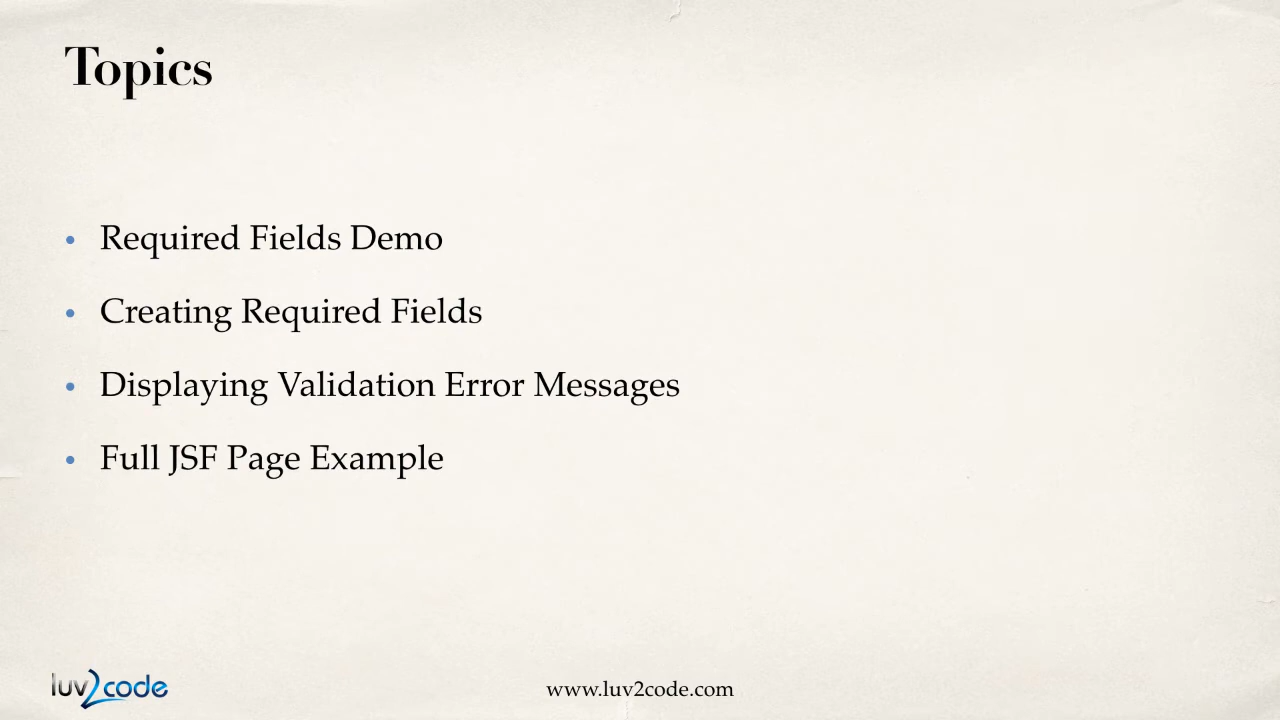 Topics
• Required Fields Demo
• Creating Required Fields
• Displaying Validation Error Messages
• Full JSF Page Example
luv2code
www.luv2code.com